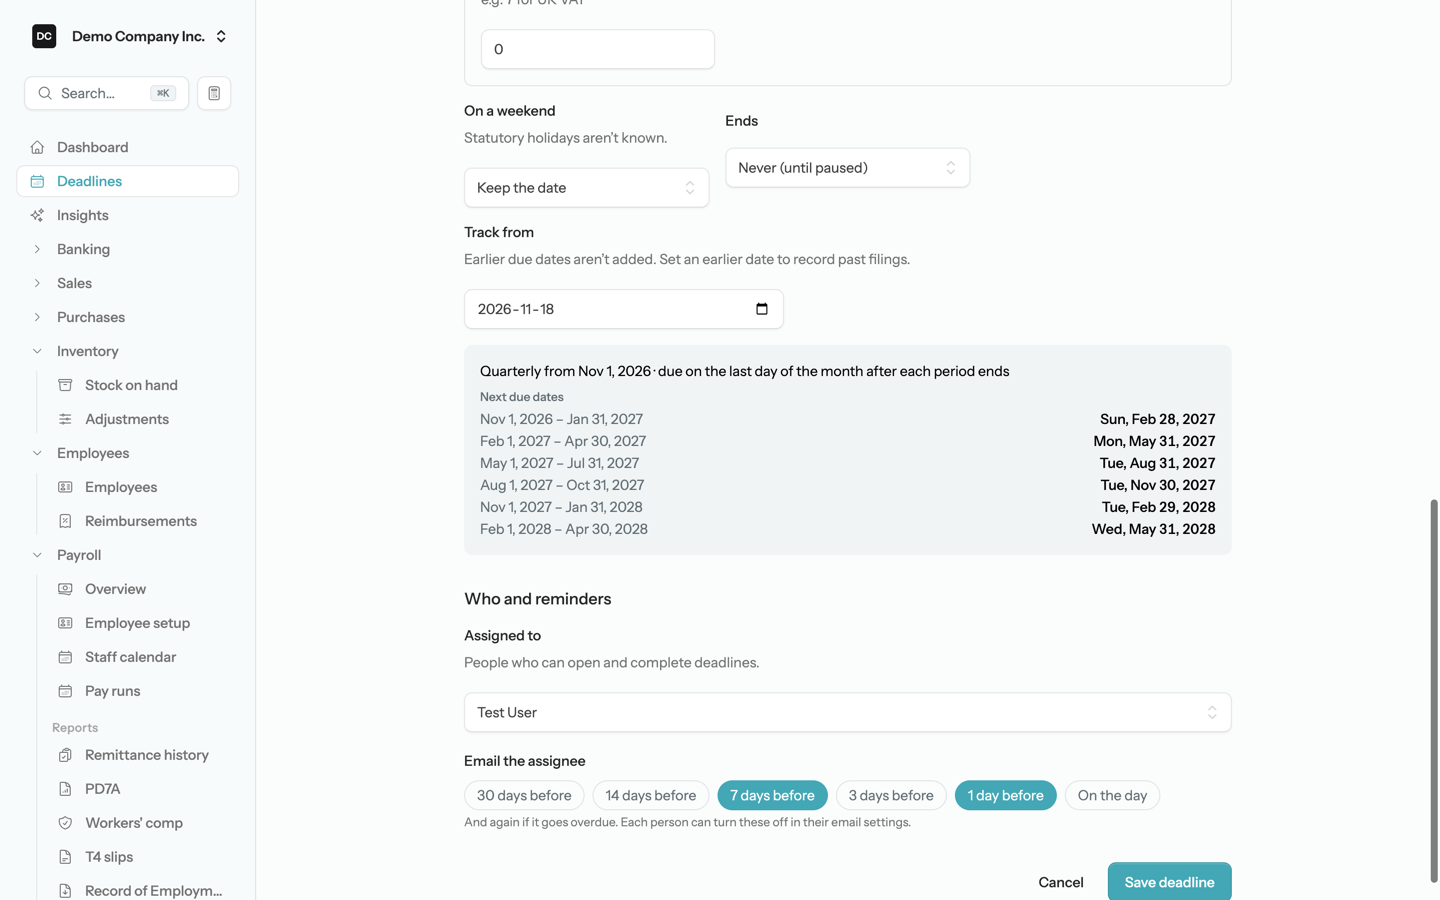 DC
Demo Company Inc.
Search...
⌘K
Dashboard
Deadlines
Insights
Banking
Sales
Purchases
Inventory
Stock on hand
Adjustments
Employees
Employees
Reimbursements
Payroll
Overview
Employee setup
Staff calendar
Pay runs
Reports
Remittance history
PD7A
Workers' comp
T4 slips
Record of Employm...
e.g. 7 for UK VAT
0
On a weekend
Statutory holidays aren't known.
Keep the date
Ends
Never (until paused)
Track from
Earlier due dates aren't added. Set an earlier date to record past filings.
2026-11-18
Quarterly from Nov 1, 2026 · due on the last day of the month after each period ends
Next due dates
Nov 1, 2026 – Jan 31, 2027 Sun, Feb 28, 2027
Feb 1, 2027 – Apr 30, 2027 Mon, May 31, 2027
May 1, 2027 – Jul 31, 2027 Tue, Aug 31, 2027
Aug 1, 2027 – Oct 31, 2027 Tue, Nov 30, 2027
Nov 1, 2027 – Jan 31, 2028 Tue, Feb 29, 2028
Feb 1, 2028 – Apr 30, 2028 Wed, May 31, 2028
Who and reminders
Assigned to
People who can open and complete deadlines.
Test User
Email the assignee
30 days before 14 days before 7 days before 3 days before 1 day before On the day
And again if it goes overdue. Each person can turn these off in their email settings.
Cancel Save deadline